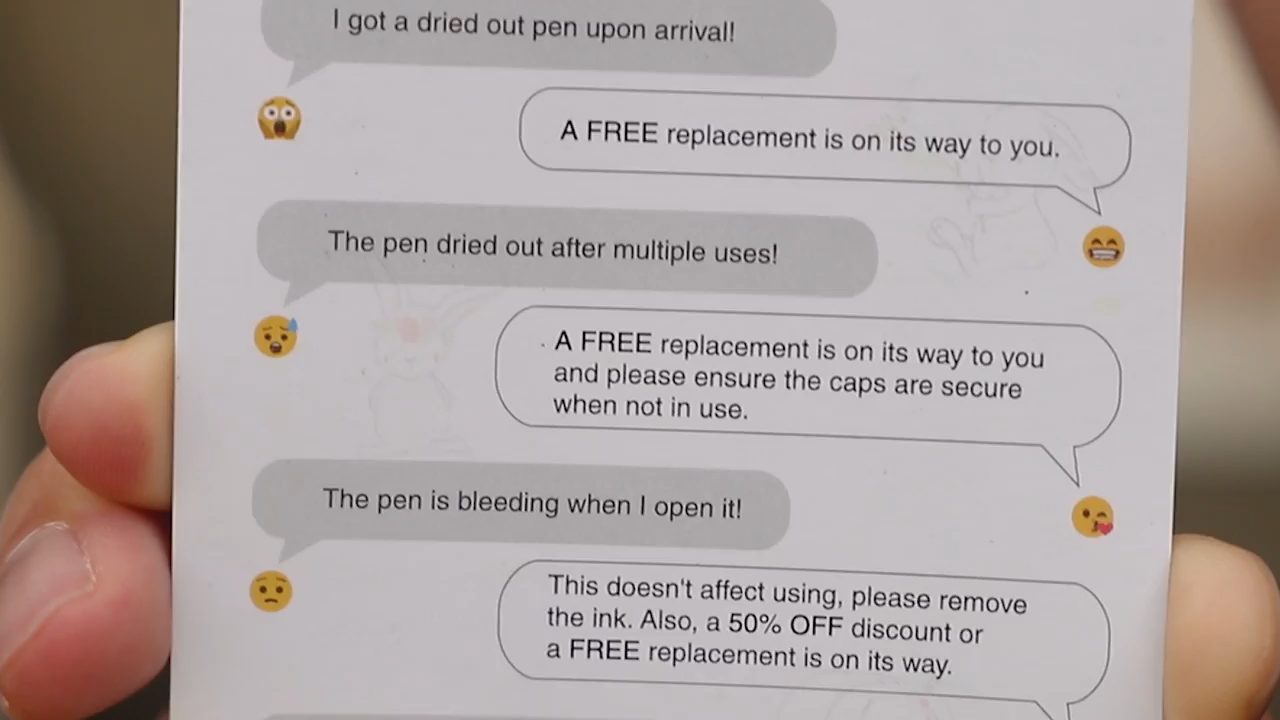 I got a dried out pen upon arrival!
A FREE replacement is on its way to you.
The pen dried out after multiple uses!
A FREE replacement is on its way to you
and please ensure the caps are secure
when not in use.
The pen is bleeding when I open it!
This doesn't affect using, please remove
the ink. Also, a 50% OFF discount or
a FREE replacement is on its way.